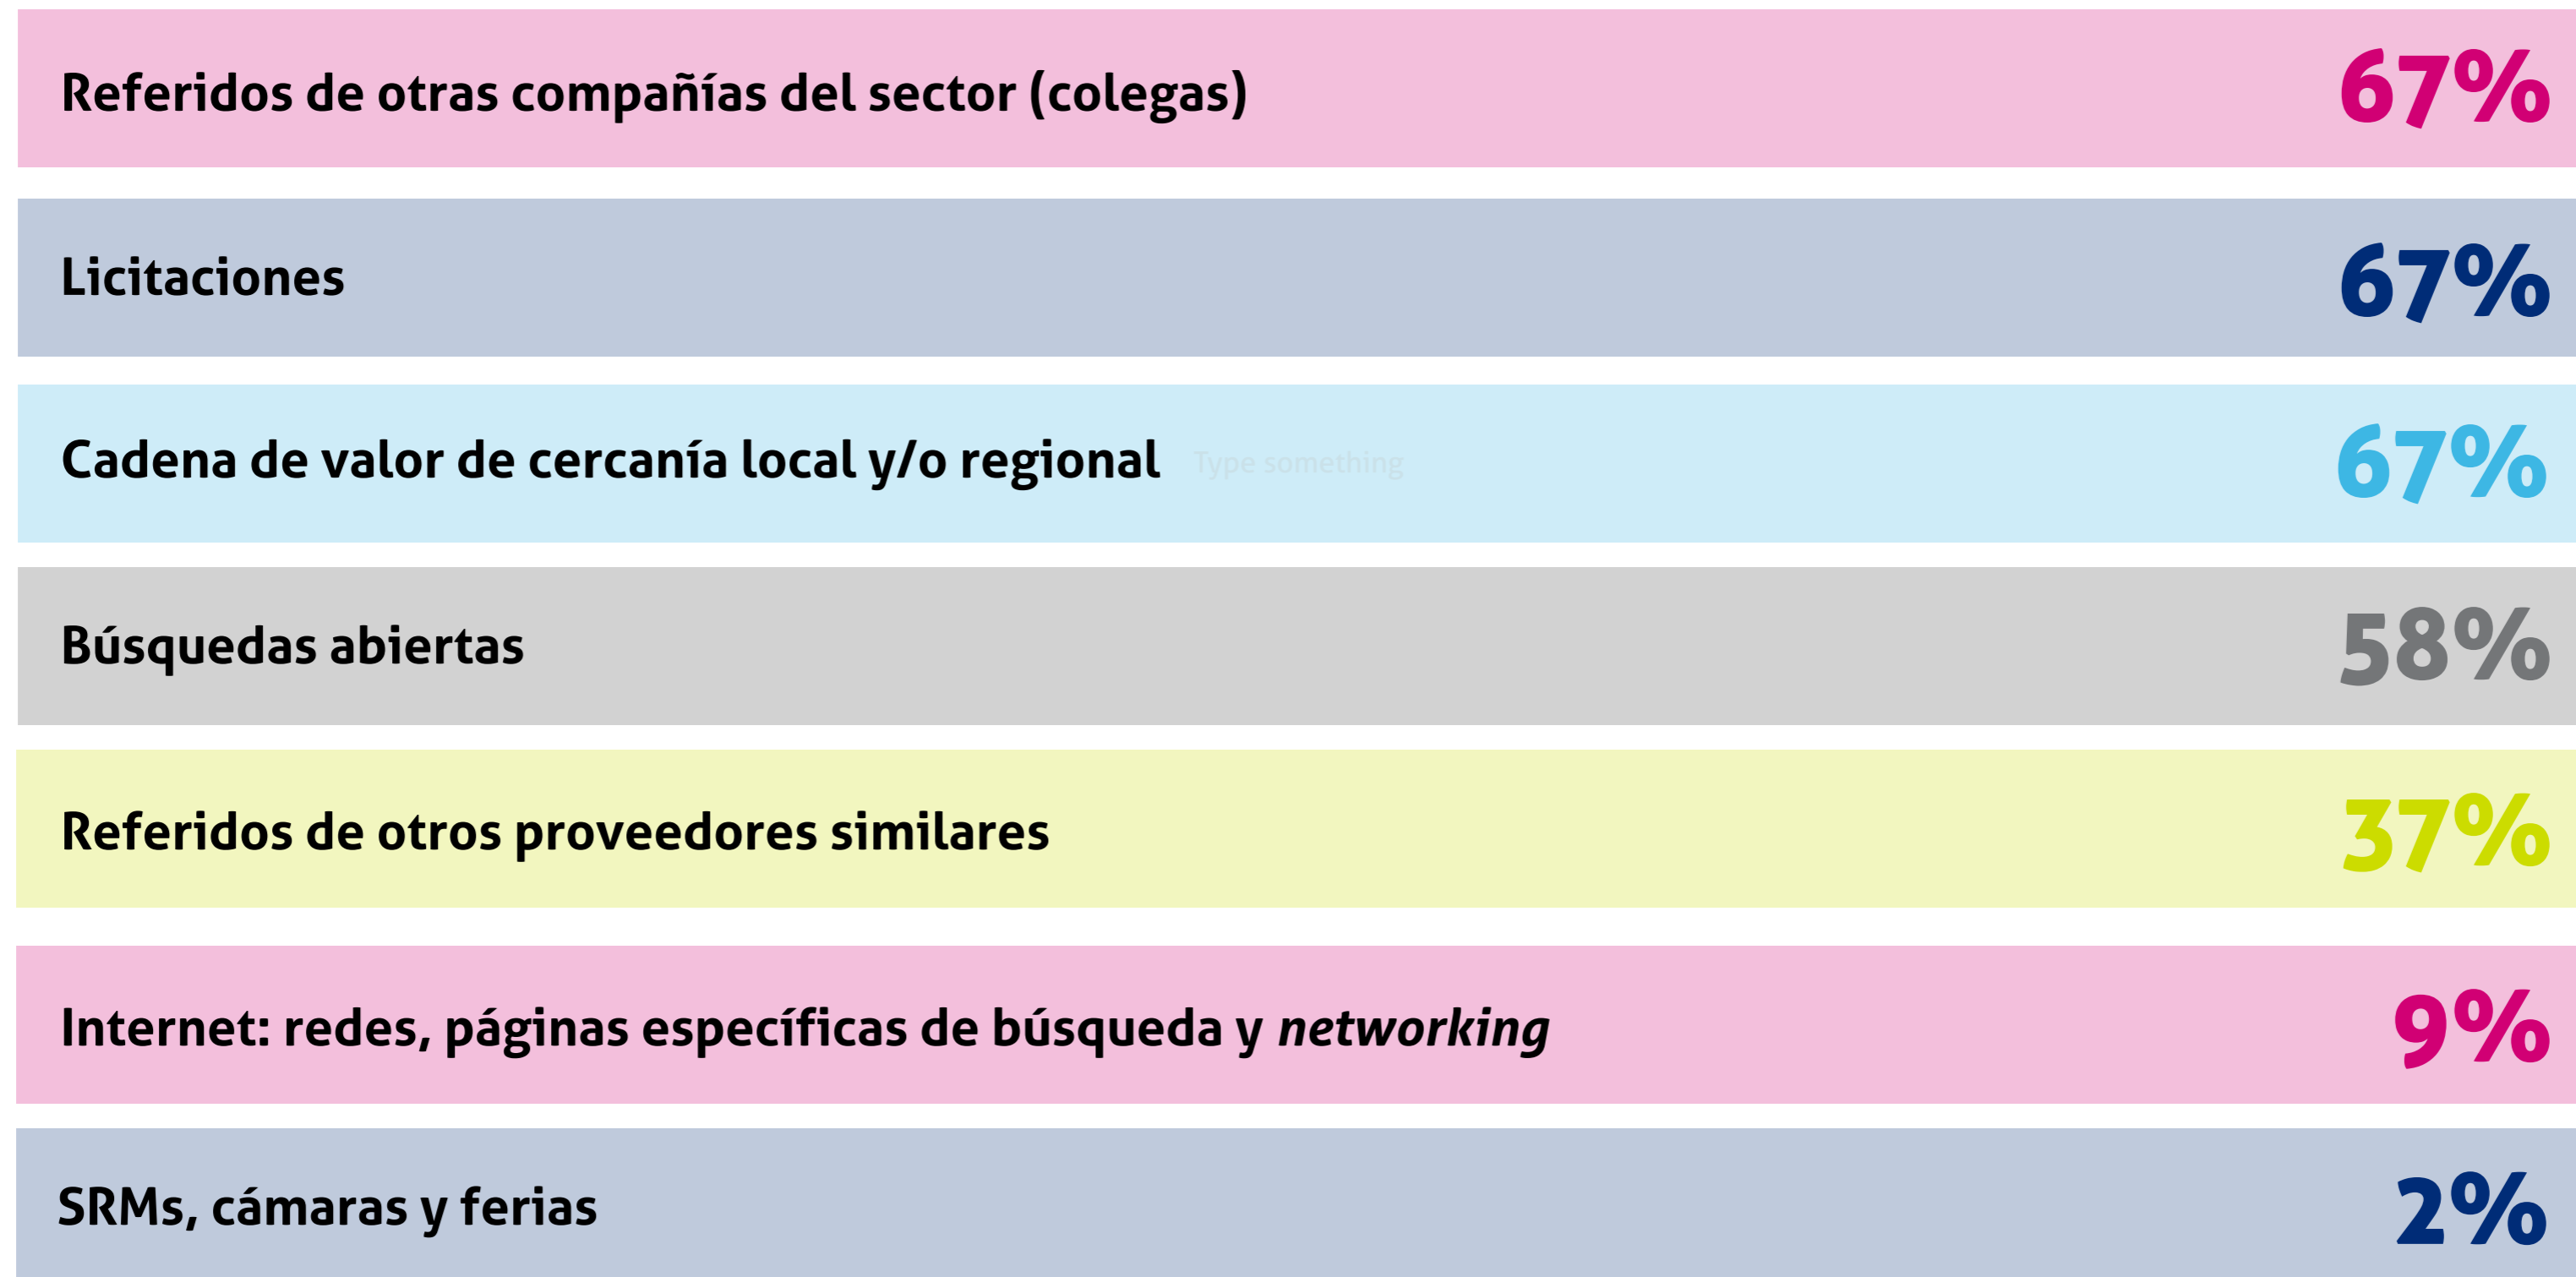 Referidos de otras compañías del sector (colegas) 67%
Licitaciones 67%
Cadena de valor de cercanía local y/o regional Type something 67%
Búsquedas abiertas 58%
Referidos de otros proveedores similares 37%
Internet: redes, páginas específicas de búsqueda y networking 9%
SRMs, cámaras y ferias 2%